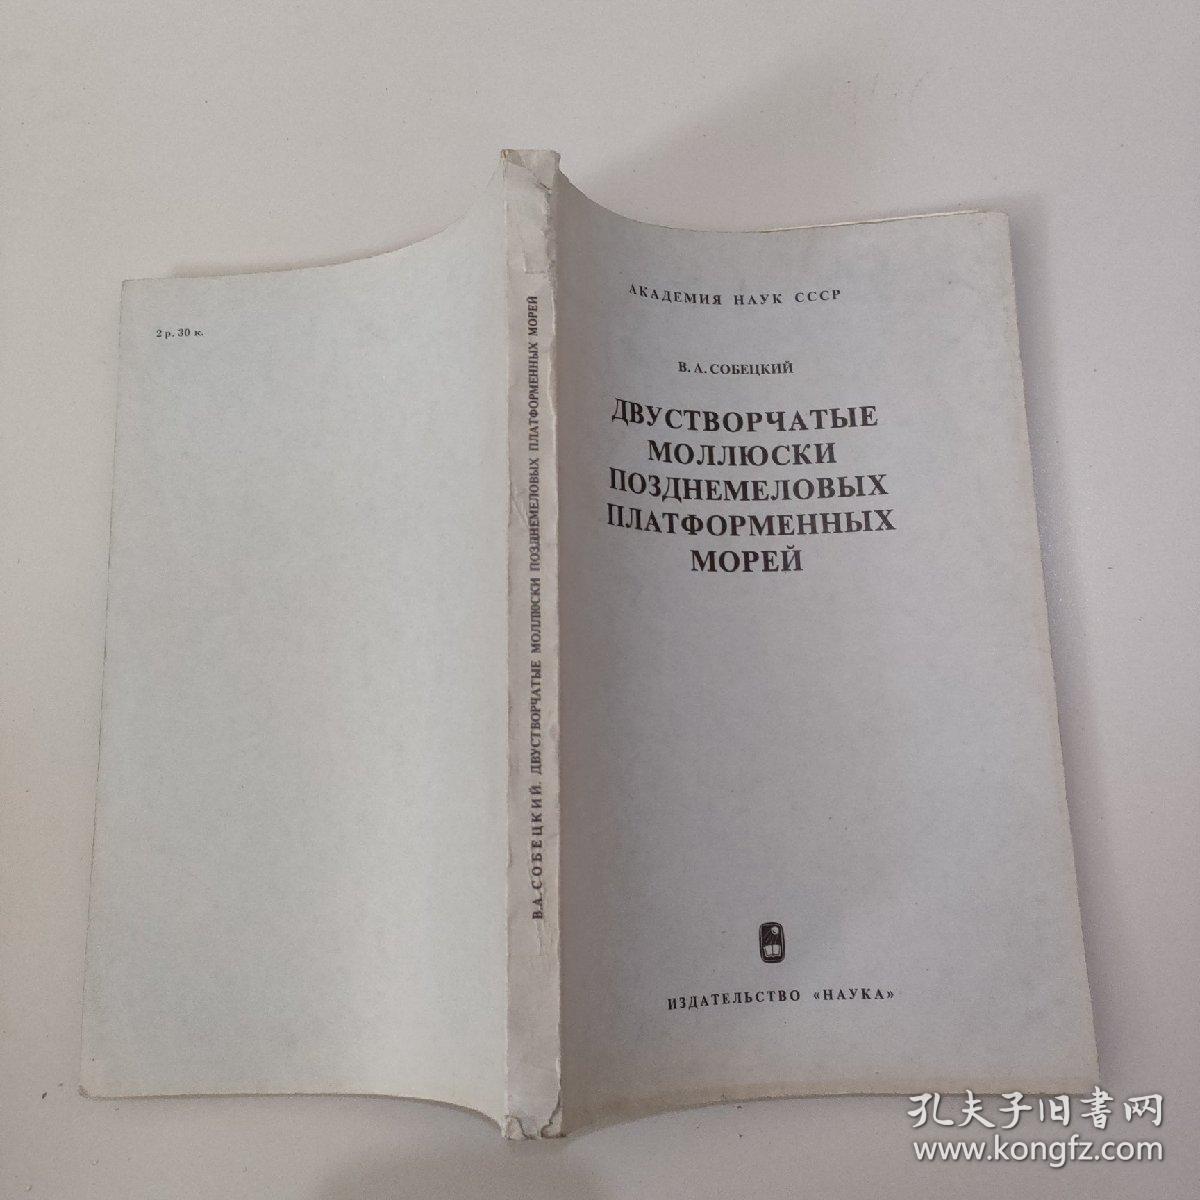 2 р. 30 к.
В.А.СОБЕЦКИЙ. ДВУСТВОРЧАТЫЕ МОЛЛЮСКИ ПОЗДНЕМЕЛОВЫХ ПЛАТФОРМЕННЫХ МОРЕЙ
АКАДЕМИЯ НАУК СССР
В. А. СОБЕЦКИЙ
ДВУСТВОРЧАТЫЕ
МОЛЛЮСКИ
ПОЗДНЕМЕЛОВЫХ
ПЛАТФОРМЕННЫХ
МОРЕЙ
ИЗДАТЕЛЬСТВО «НАУКА»
孔夫子旧书网
www.kongfz.com